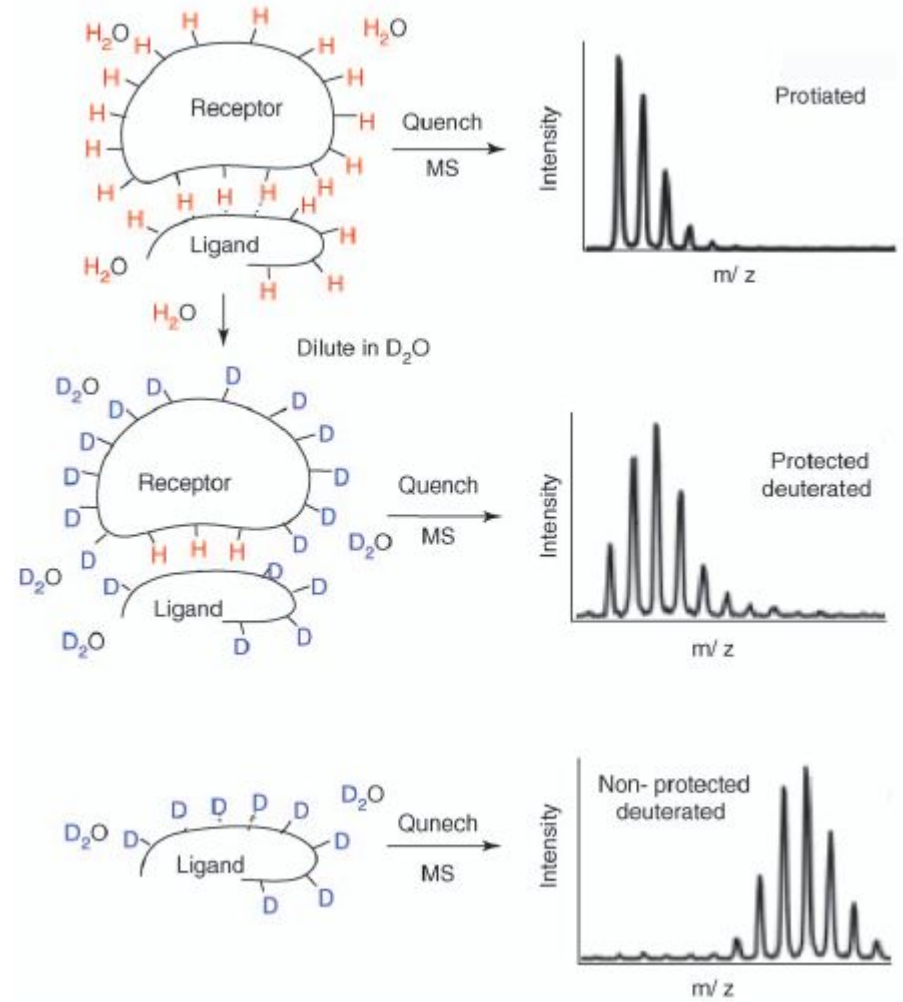 H₂O
H₂O
H H H H H H H H H H H H H
Receptor
H H H H H H H H
Ligand
H₂O
H H
Quench
MS
Intensity
Protiated
m/ z
H₂O
Dilute in D₂O
D₂O
D D D D D D D D D D D D D
Receptor
H H H
D₂O
D₂O
D D D
Ligand
D₂O
D D
Quench
MS
Intensity
Protected
deuterated
m/ z
D₂O
D₂O
D D D D D D
Ligand
D D
Qunech
MS
Intensity
Non- protected
deuterated
m/ z